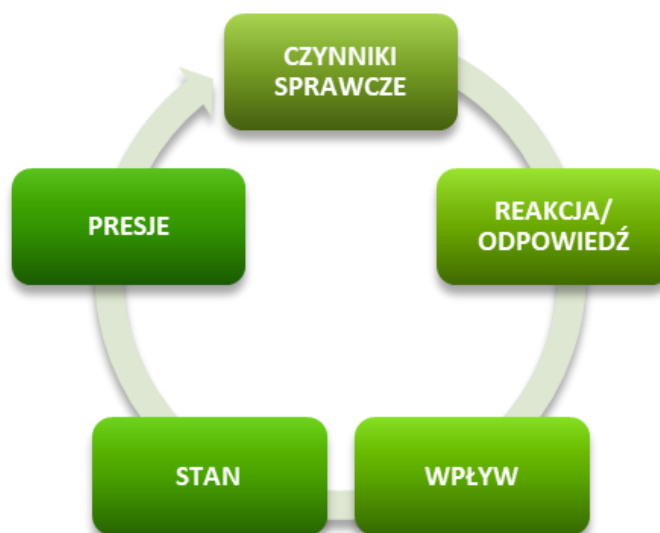 CZYNNIKI
SPRAWCZE
PRESJE
REAKCJA/
ODPOWIEDŹ
STAN
WPŁYW